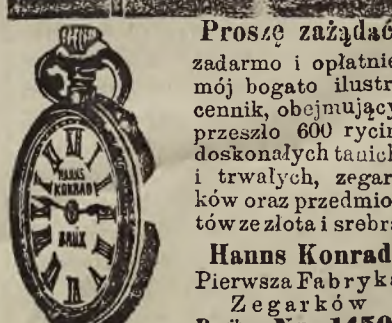 Proszę zażądać
zadarmo i opłatnie
mój bogato ilustr.
cennik, obejmujący
przeszło 600 rycin
doskonałych tanich
i trwałych, zegar-
ków oraz przedmio-
tów ze złota i srebra
Hanns Konrad
Pierwsza Fabryka
Zegarków
HANNS
KONRAD
BRÜX